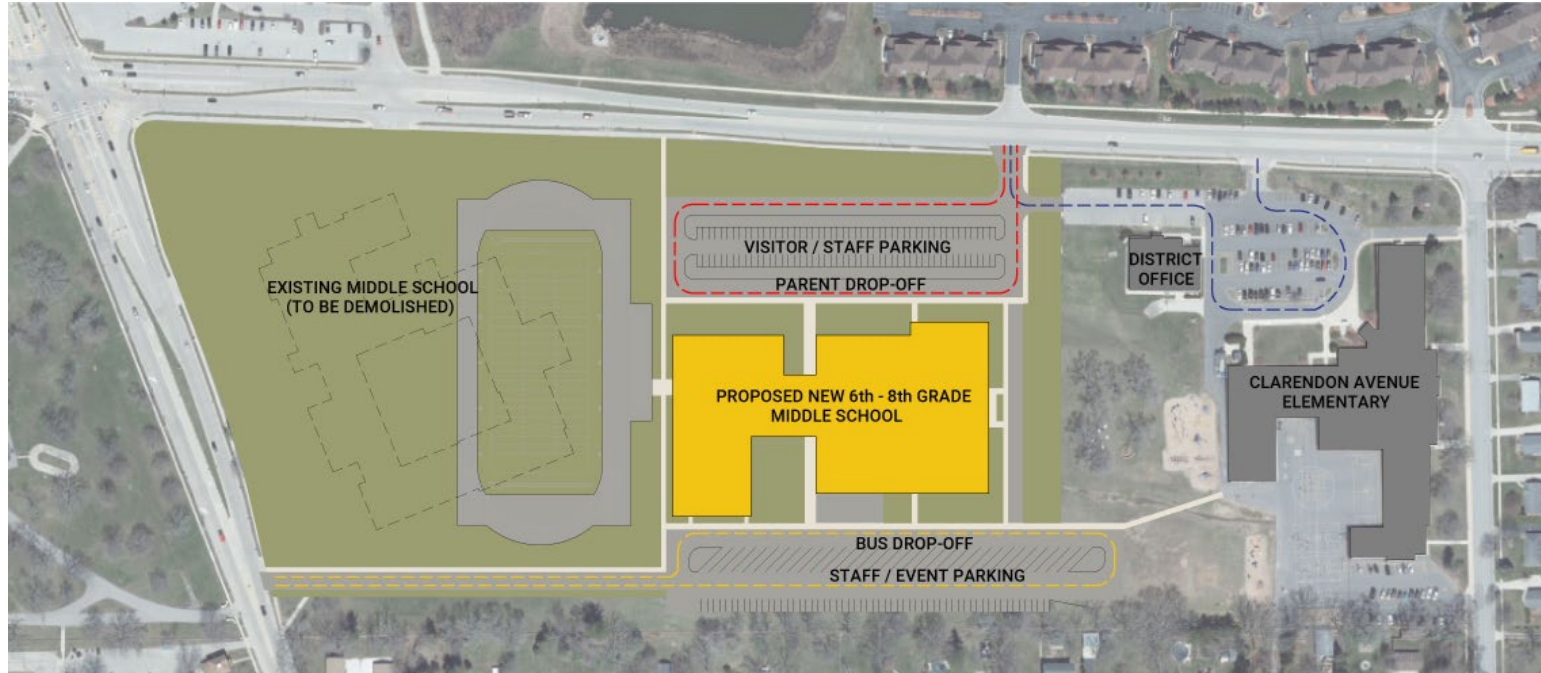 VISITOR / STAFF PARKING
PARENT DROP-OFF
DISTRICT
OFFICE
EXISTING MIDDLE SCHOOL
(TO BE DEMOLISHED)
PROPOSED NEW 6th - 8th GRADE
MIDDLE SCHOOL
CLARENDON AVENUE
ELEMENTARY
BUS DROP-OFF
STAFF / EVENT PARKING